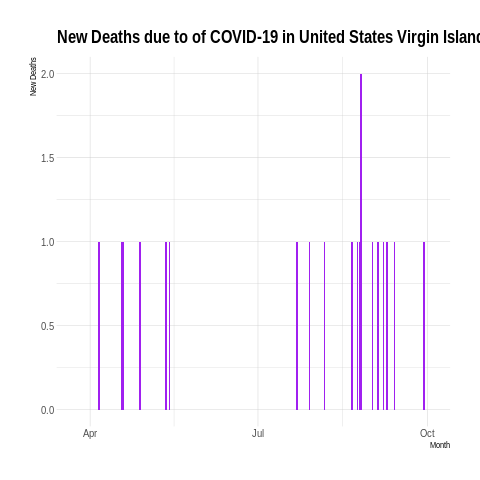 New Deaths due to of COVID-19 in United States Virgin Island
New Deaths
2.0
1.5
1.0
0.5
0.0
Apr
Jul
Oct
Month